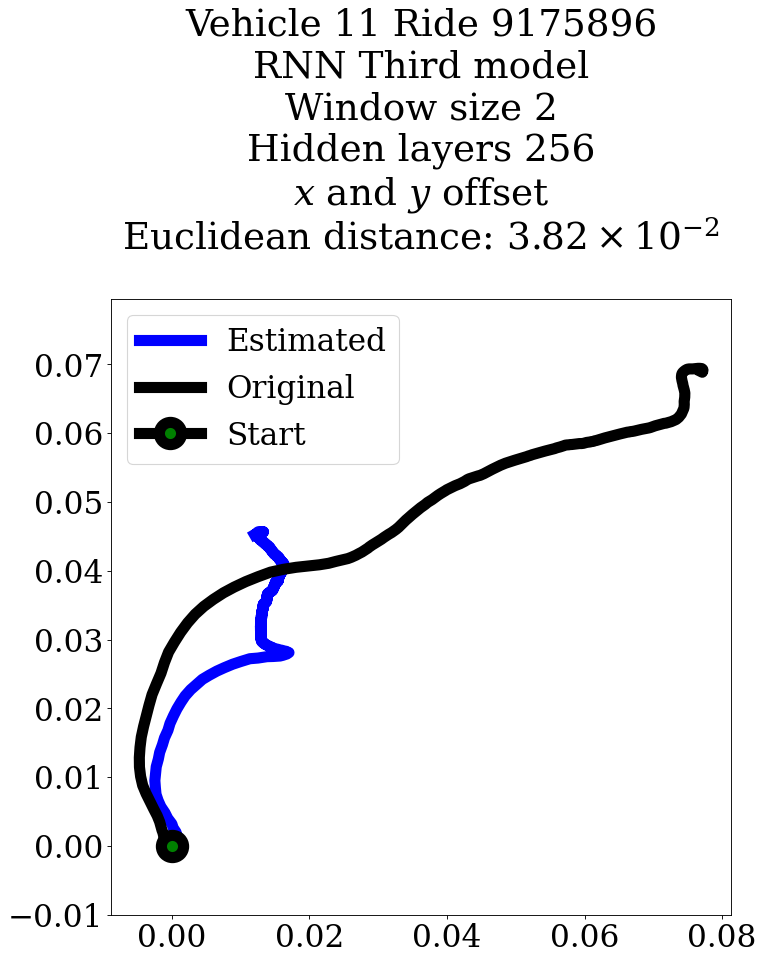 Vehicle 11 Ride 9175896
RNN Third model
Window size 2
Hidden layers 256
x and y offset
Euclidean distance: 3.82 × 10⁻²
Estimated
Original
Start
0.07
0.06
0.05
0.04
0.03
0.02
0.01
0.00
−0.01
0.00 0.02 0.04 0.06 0.08